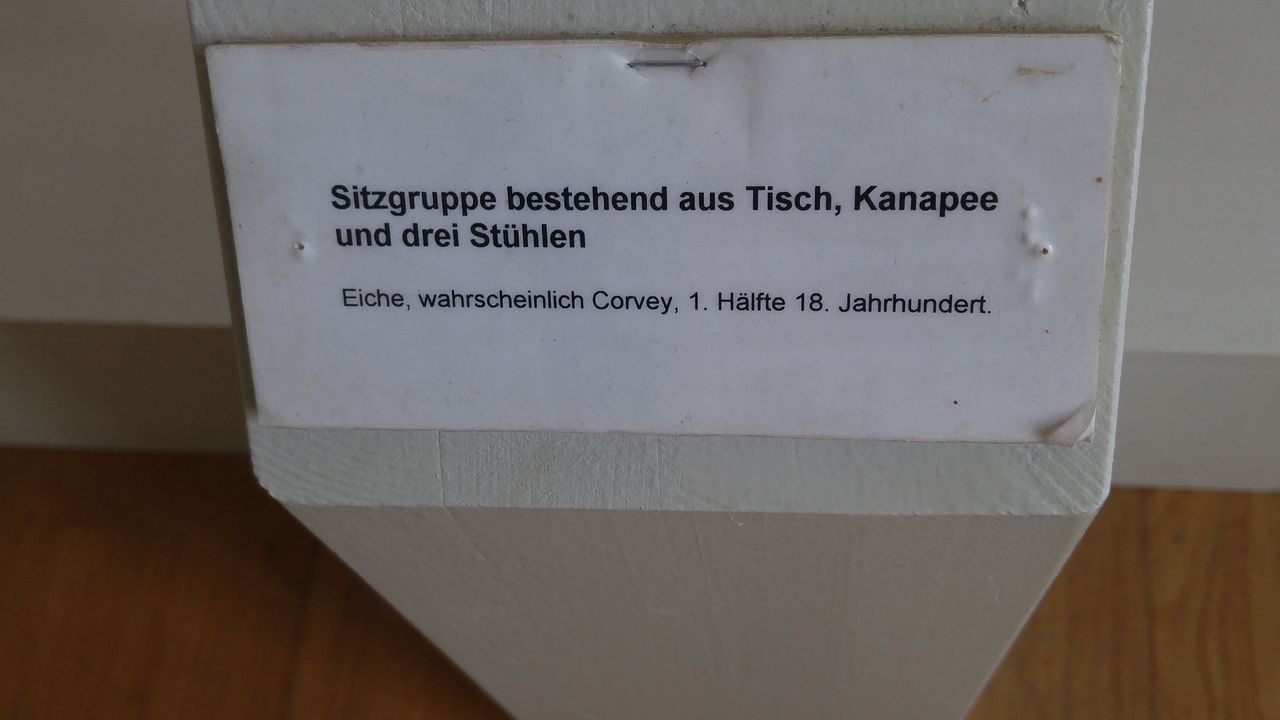 Sitzgruppe bestehend aus Tisch, Kanapee
und drei Stühlen
Eiche, wahrscheinlich Corvey, 1. Hälfte 18. Jahrhundert.